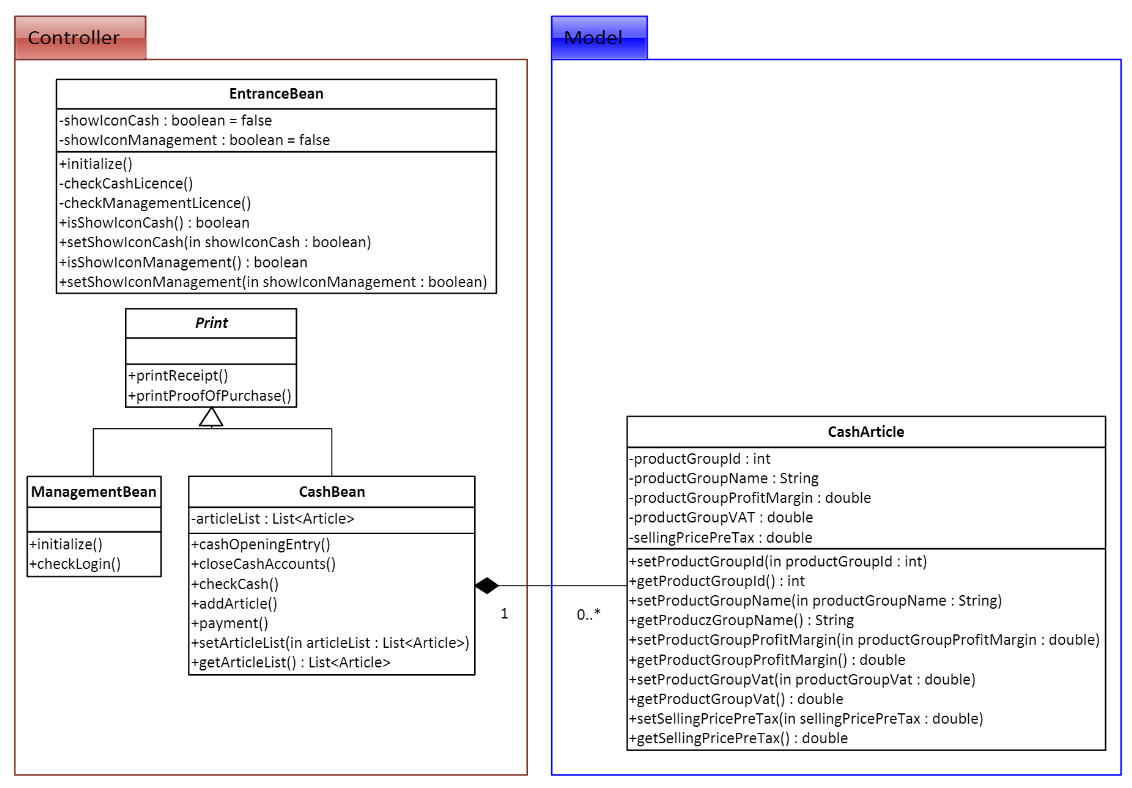 Controller
EntranceBean
-showIconCash : boolean = false
-showIconManagement : boolean = false
+initialize()
-checkCashLicence()
-checkManagementLicence()
+isShowIconCash() : boolean
+setShowIconCash(in showIconCash : boolean)
+isShowIconManagement() : boolean
+setShowIconManagement(in showIconManagement : boolean)
Print
+printReceipt()
+printProofOfPurchase()
ManagementBean
+initialize()
+checkLogin()
CashBean
-articleList : List<Article>
+cashOpeningEntry()
+closeCashAccounts()
+checkCash()
+addArticle()
+payment()
+setArticleList(in articleList : List<Article>)
+getArticleList() : List<Article>
1
0..*
Model
CashArticle
-productGroupId : int
-productGroupName : String
-productGroupProfitMargin : double
-productGroupVAT : double
-sellingPricePreTax : double
+setProductGroupId(in productGroupId : int)
+getProductGroupId() : int
+setProductGroupName(in productGroupName : String)
+getProduczGroupName() : String
+setProductGroupProfitMargin(in productGroupProfitMargin : double)
+getProductGroupProfitMargin() : double
+setProductGroupVat(in productGroupVat : double)
+getProductGroupVat() : double
+setSellingPricePreTax(in sellingPricePreTax : double)
+getSellingPricePreTax() : double